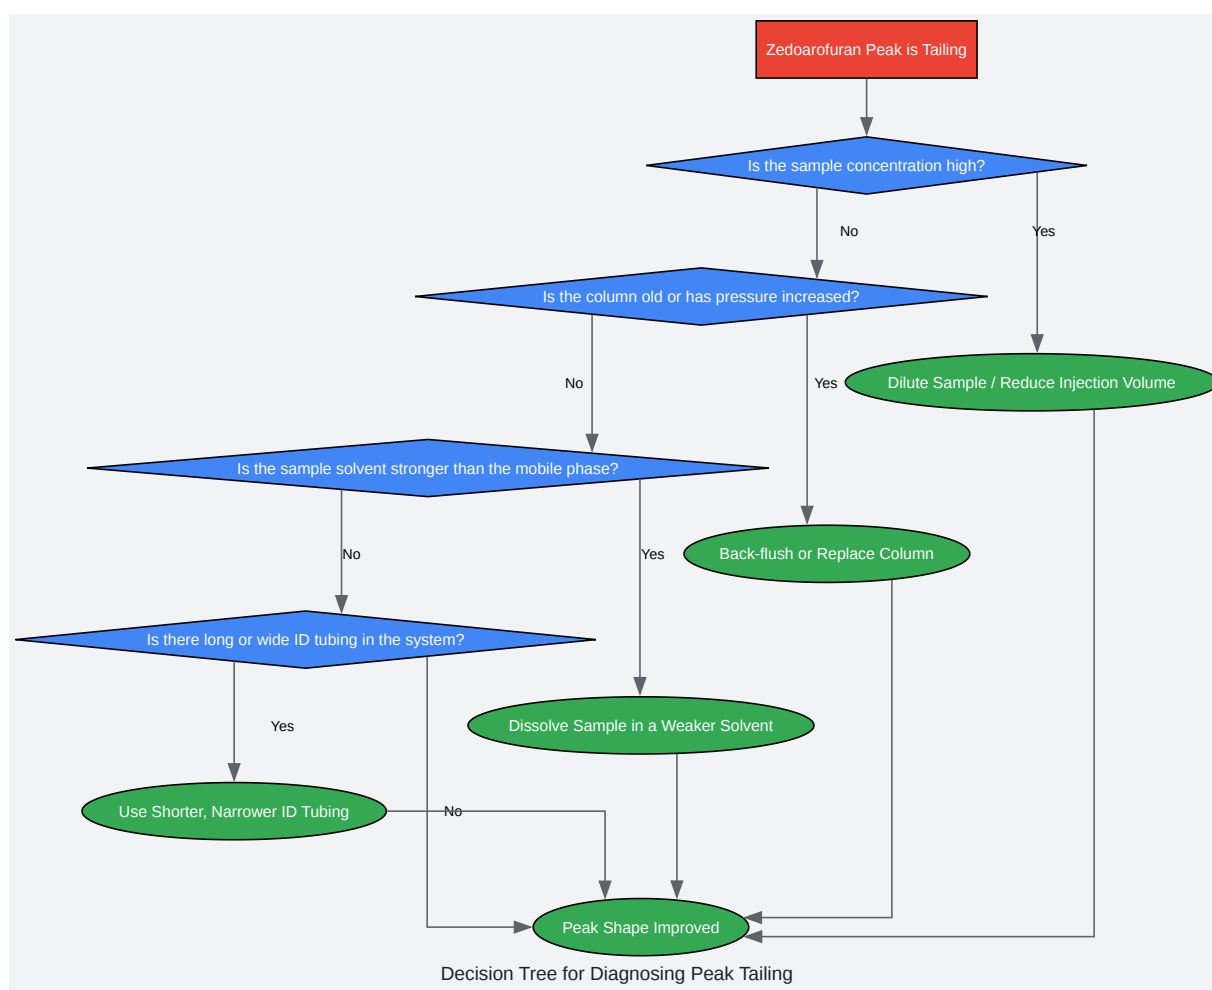 Zedoarofuran Peak is Tailing
Is the sample concentration high?
No
Yes
Is the column old or has pressure increased?
No
Yes
Dilute Sample / Reduce Injection Volume
Is the sample solvent stronger than the mobile phase?
No
Yes
Back-flush or Replace Column
Is there long or wide ID tubing in the system?
Yes
Dissolve Sample in a Weaker Solvent
Use Shorter, Narrower ID Tubing
No
Peak Shape Improved
Decision Tree for Diagnosing Peak Tailing